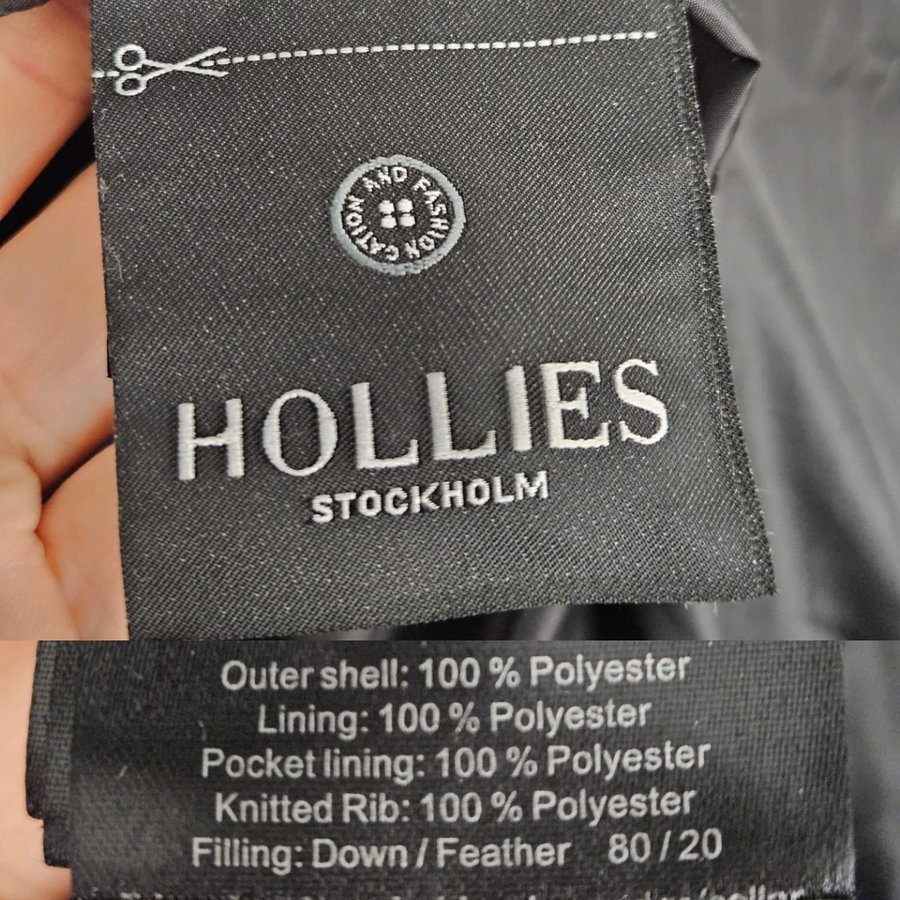 CATION AND FASHION
HOLLIES
STOCKHOLM
Outer shell: 100 % Polyester
Lining: 100 % Polyester
Pocket lining: 100 % Polyester
Knitted Rib: 100 % Polyester
Filling: Down / Feather 80 / 20